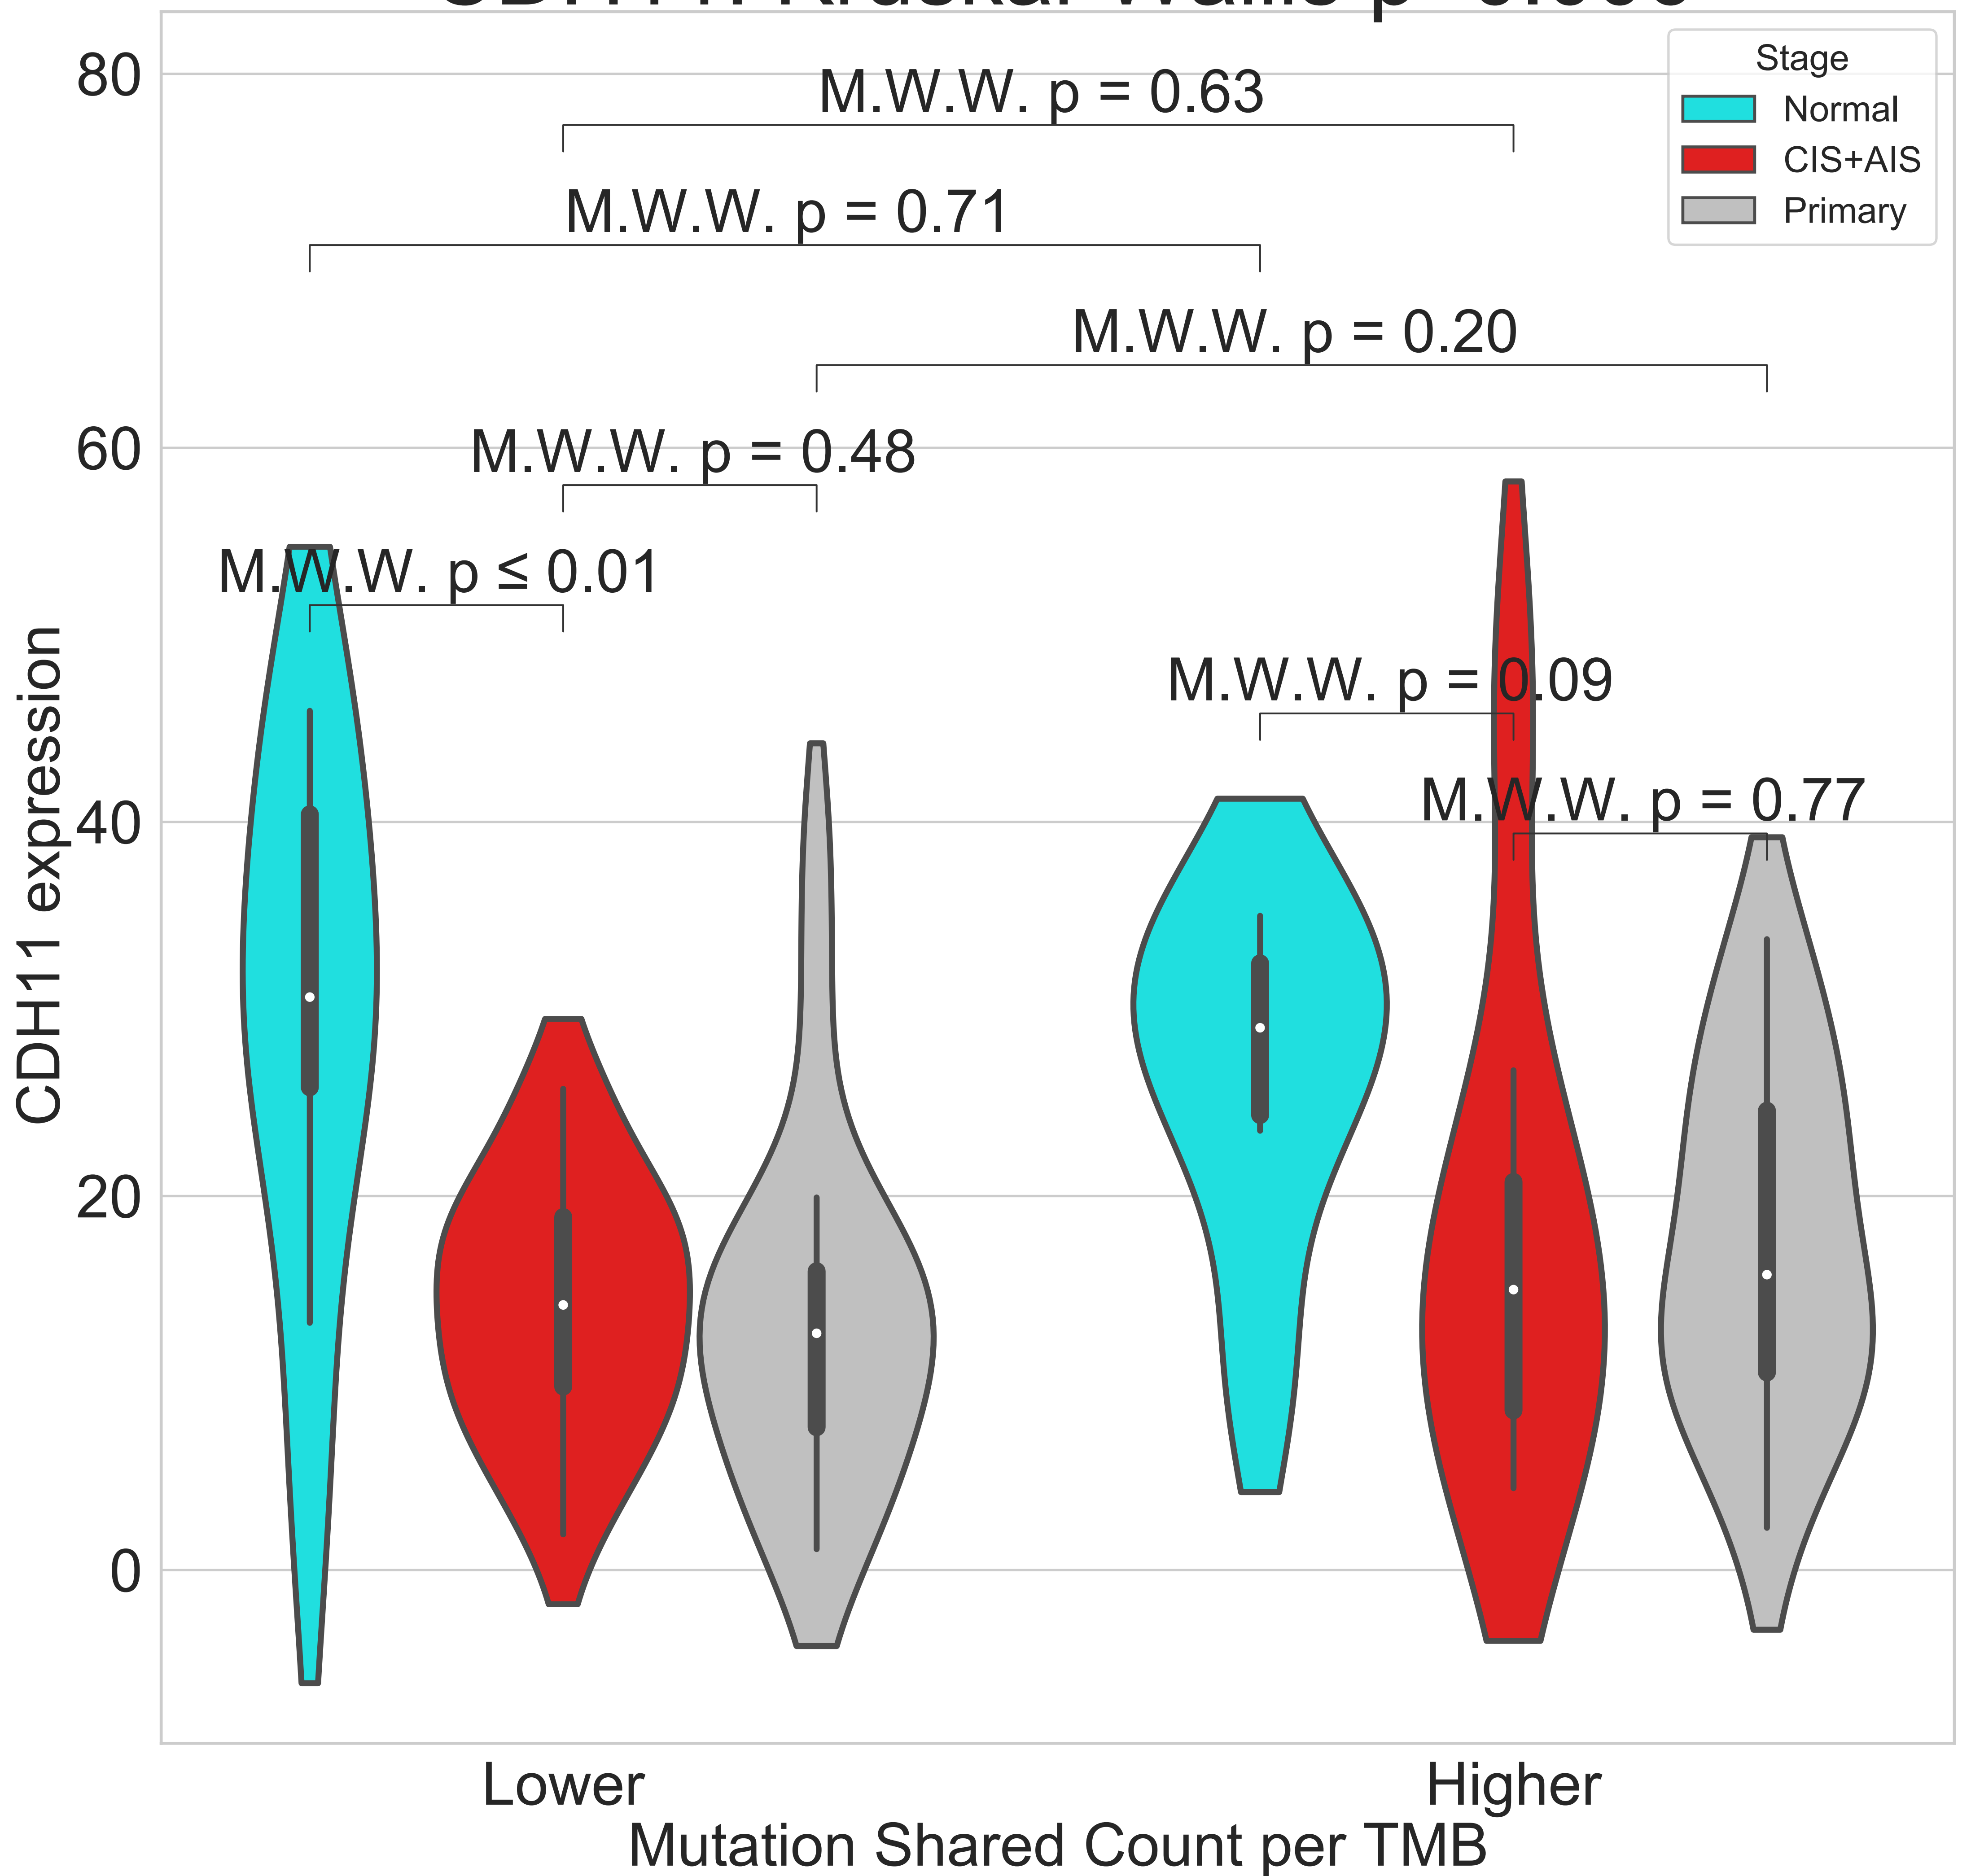 80
60
40
20
0
CDH11 expression
M.W.W. p = 0.63
M.W.W. p = 0.71
M.W.W. p = 0.20
M.W.W. p = 0.48
M.W.W. p ≤ 0.01
M.W.W. p = 0.09
M.W.W. p = 0.77
Stage
Normal
CIS+AIS
Primary
Lower
Higher
Mutation Shared Count per TMB